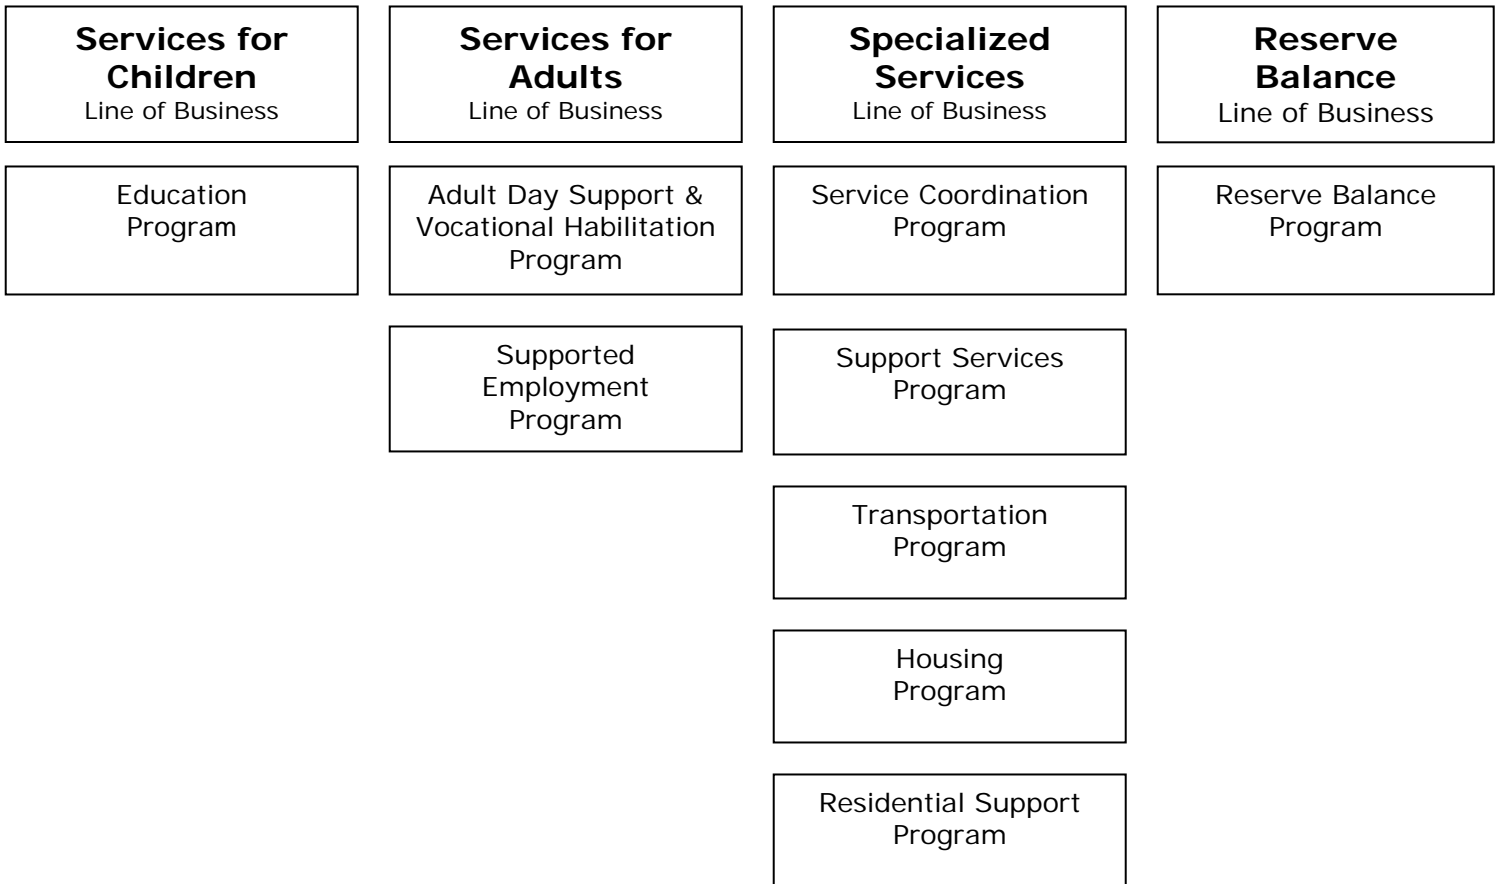 Services for
Children
Line of Business
Education
Program
Services for
Adults
Line of Business
Adult Day Support &
Vocational Habilitation
Program
Supported
Employment
Program
Specialized
Services
Line of Business
Service Coordination
Program
Support Services
Program
Transportation
Program
Housing
Program
Residential Support
Program
Reserve
Balance
Line of Business
Reserve Balance
Program